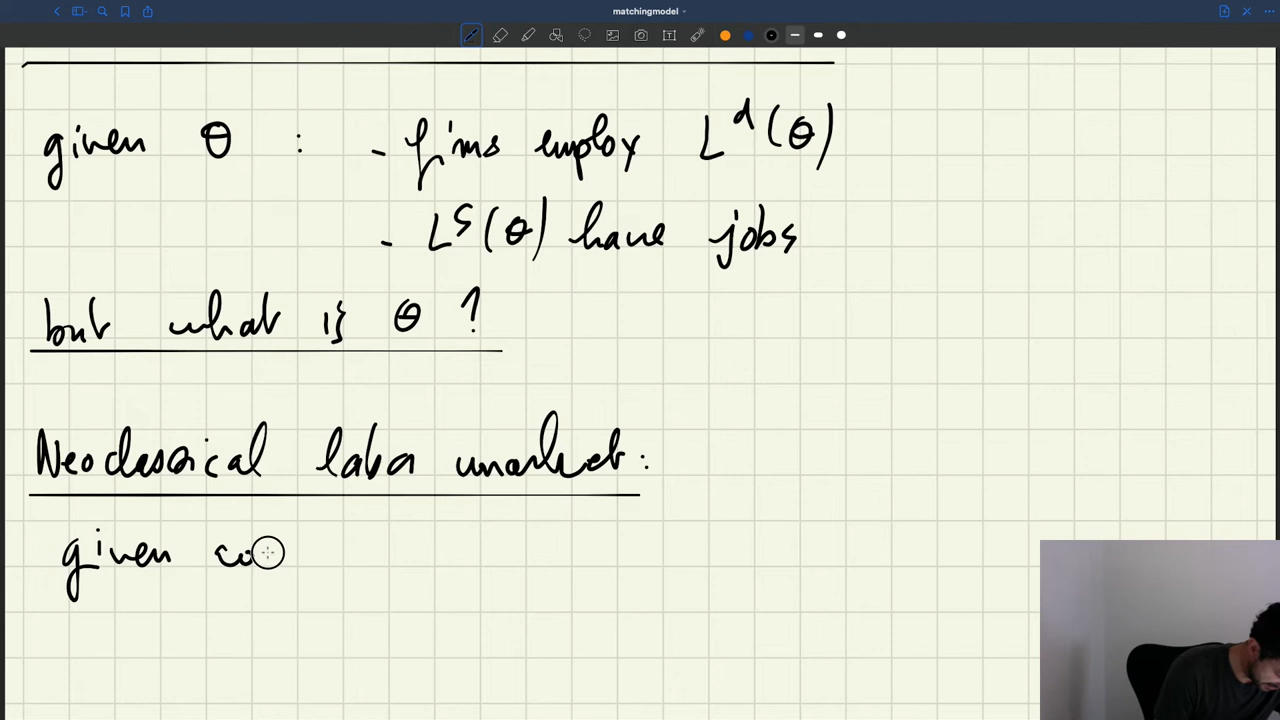 matchingmodel
given θ : - firms employ L^d(θ)
- L^s(θ) have jobs
but what is θ ?
Neoclassical labor market:
given